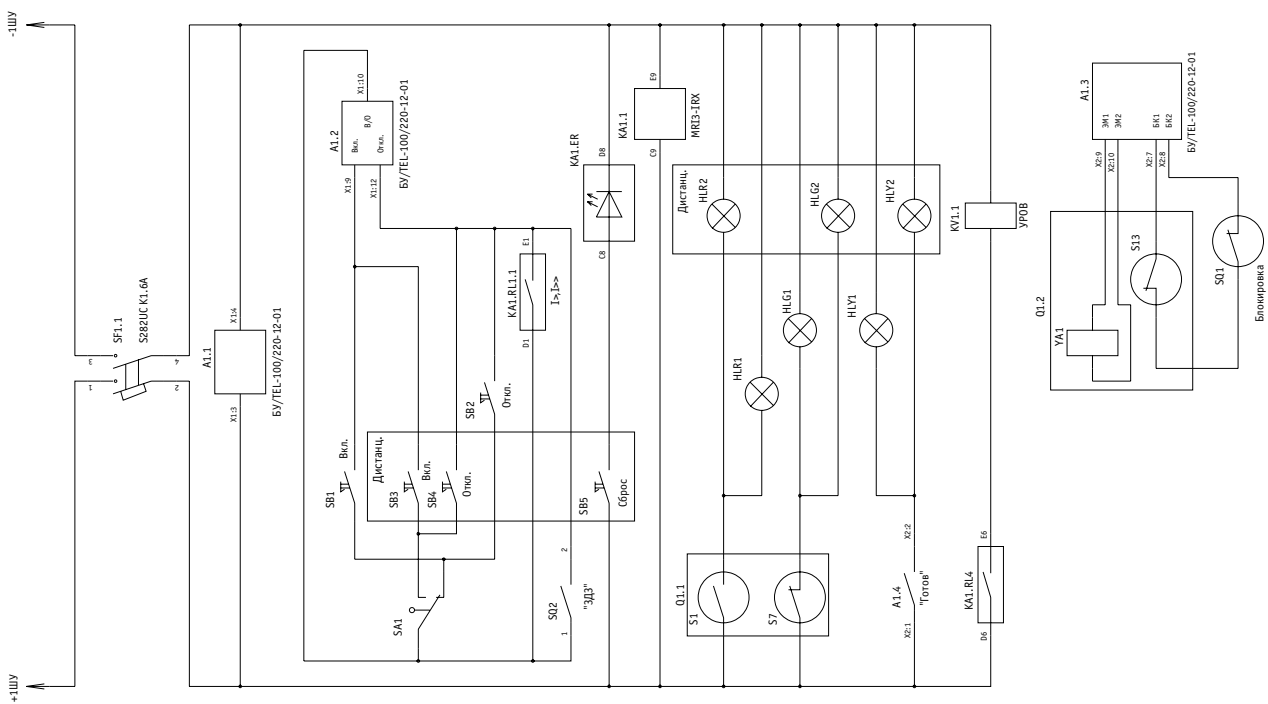 -1ШУ
+1ШУ
SF1.1
S282UC K1.6A
3
4
1
2
A1.1
X1:4
X1:3
БУ/TEL-100/220-12-01
X1:10
A1.2
Вкл.
В/О
Откл.
БУ/TEL-100/220-12-01
X1:9
X1:12
SB1
Вкл.
Дистанц.
SB3
Вкл.
SB4
Откл.
SB2
Откл.
SA1
KA1.RL1.1
E1
D1
I>,I>>
SQ2
1
2
"ЗДЗ"
SB5
Сброс
KA1.ER
D8
C8
KA1.1
E9
C9
MRI3-IRX
Дистанц.
HLR2
HLG2
HLY2
HLR1
HLG1
HLY1
Q1.1
S1
S7
A1.4
"Готов"
X2:2
X2:1
KV1.1
УРОВ
KA1.RL4
E6
D6
A1.3
ЭМ1
ЭМ2
БК1
БК2
БУ/TEL-100/220-12-01
X2:9
X2:10
X2:7
X2:8
Q1.2
YA1
S13
SQ1
Блокировка